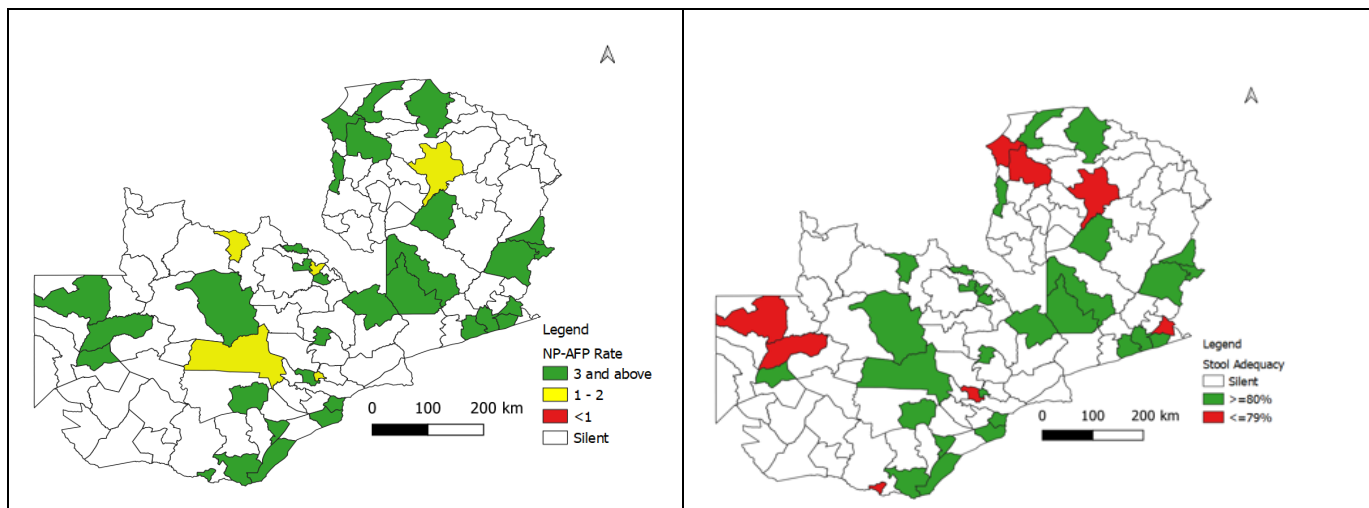 Legend
NP-AFP Rate
3 and above
1 - 2
<1
Silent
0 100 200 km
Legend
Stool Adequacy
Silent
>=80%
<=79%
0 100 200 km